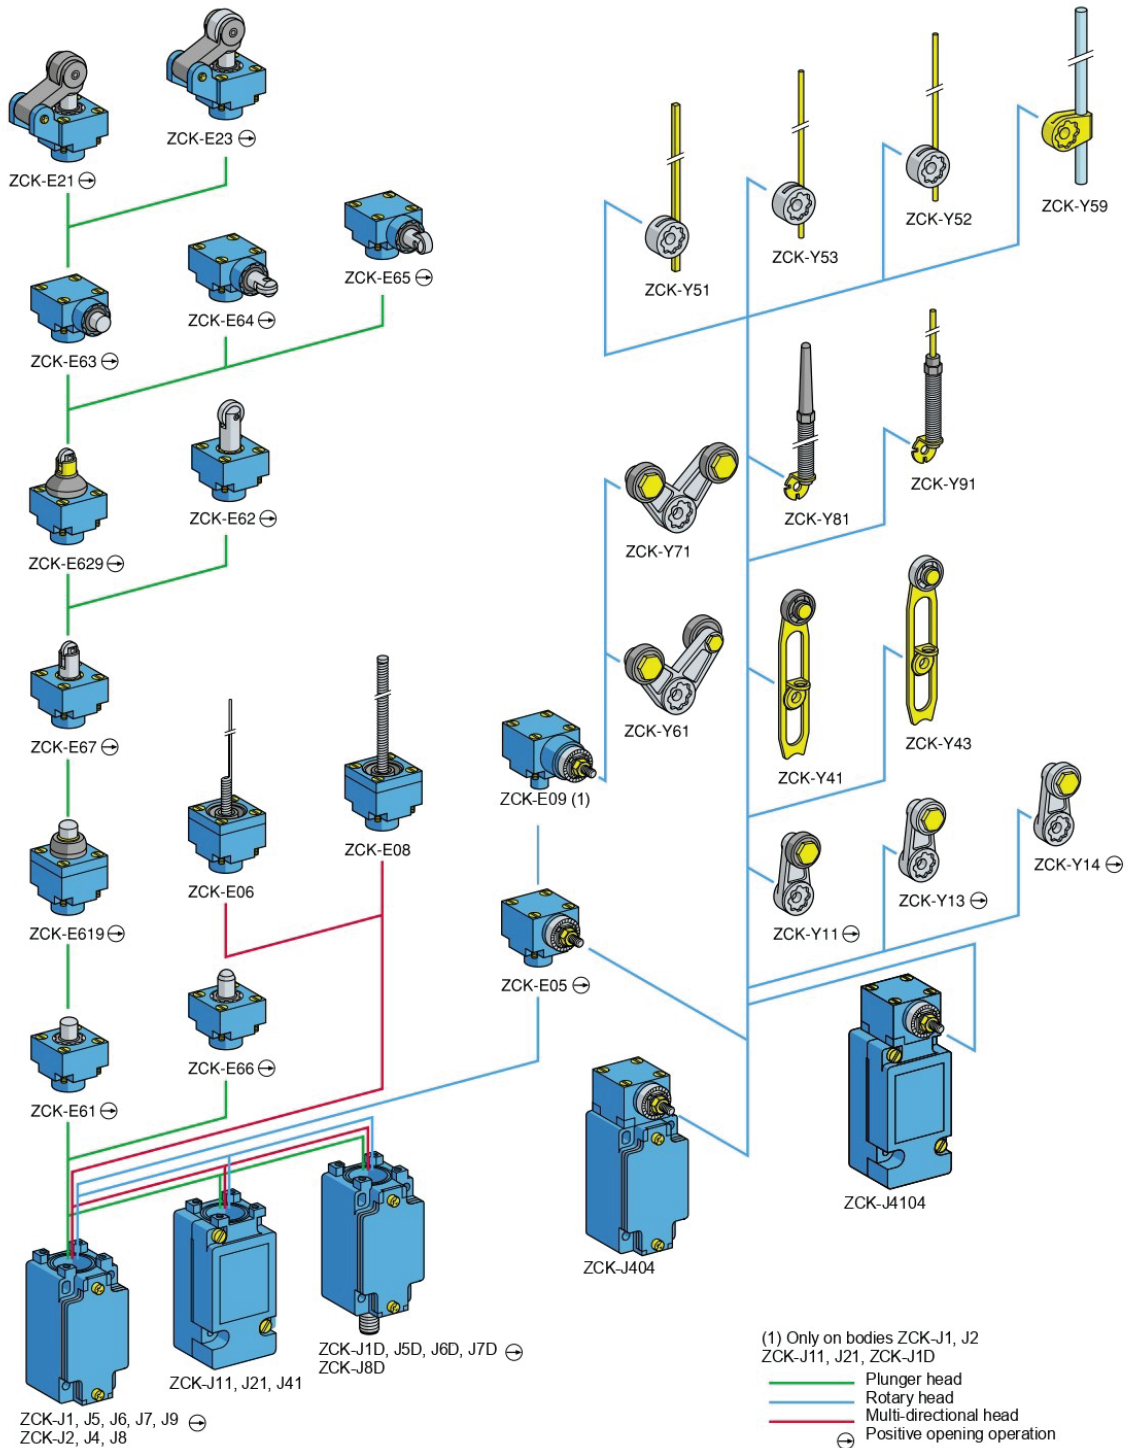 ZCK-E23
ZCK-E21
ZCK-Y59
ZCK-Y52
ZCK-Y53
ZCK-E65
ZCK-Y51
ZCK-E64
ZCK-E63
ZCK-Y91
ZCK-E62
ZCK-Y81
ZCK-Y71
ZCK-E629
ZCK-Y61
ZCK-Y43
ZCK-E67
ZCK-Y41
ZCK-E09 (1)
ZCK-E08
ZCK-Y14
ZCK-E06
ZCK-Y13
ZCK-E619
ZCK-Y11
ZCK-E05
ZCK-E66
ZCK-E61
ZCK-J4104
ZCK-J404
ZCK-J1D, J5D, J6D, J7D
ZCK-J8D
ZCK-J11, J21, J41
ZCK-J1, J5, J6, J7, J9
ZCK-J2, J4, J8
(1) Only on bodies ZCK-J1, J2
ZCK-J11, J21, ZCK-J1D
Plunger head
Rotary head
Multi-directional head
Positive opening operation